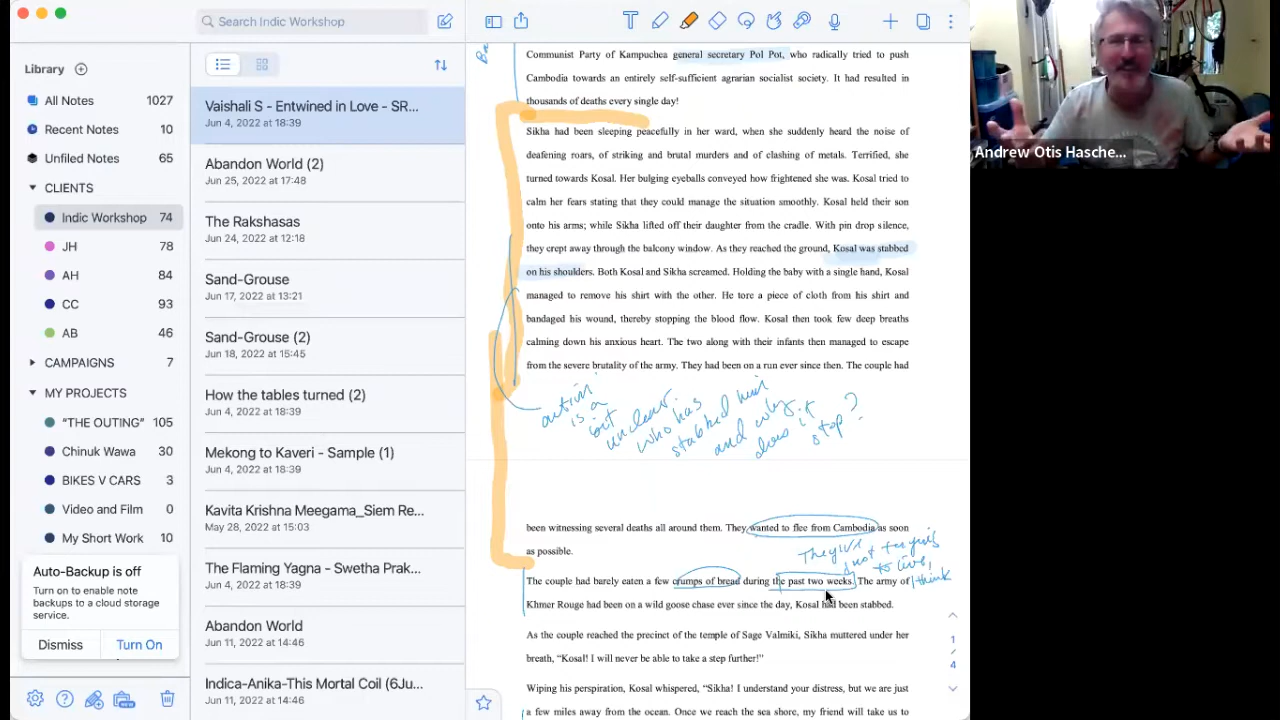 Search Indic Workshop
Library
All Notes 1027
Recent Notes 10
Unfiled Notes 65
CLIENTS
Indic Workshop 74
JH 78
AH 84
CC 93
AB 46
CAMPAIGNS 7
MY PROJECTS
"THE OUTING" 105
Chinuk Wawa 30
BIKES V CARS 3
Video and Film 0
My Short Work 10
Auto-Backup is off
Turn on to enable note
backups to a cloud storage
service.
Dismiss Turn On
Vaishali S - Entwined in Love - SR...
Jun 4, 2022 at 18:39
Abandon World (2)
Jun 25, 2022 at 17:48
The Rakshasas
Jun 24, 2022 at 12:18
Sand-Grouse
Jun 17, 2022 at 13:21
Sand-Grouse (2)
Jun 18, 2022 at 15:45
How the tables turned (2)
Jun 4, 2022 at 18:39
Mekong to Kaveri - Sample (1)
Jun 4, 2022 at 18:39
Kavita Krishna Meegama_Siem Re...
May 28, 2022 at 15:03
The Flaming Yagna - Swetha Prak...
Jun 11, 2022 at 14:46
Abandon World
Jun 11, 2022 at 14:46
Indica-Anika-This Mortal Coil (6Ju...
Jun 11, 2022 at 14:46
Communist Party of Kampuchea general secretary Pol Pot, who radically tried to push
Cambodia towards an entirely self-sufficient agrarian socialist society. It had resulted in
thousands of deaths every single day!
Sikha had been sleeping peacefully in her ward, when she suddenly heard the noise of
deafening roars, of striking and brutal murders and of clashing of metals. Terrified, she
turned towards Kosal. Her bulging eyeballs conveyed how frightened she was. Kosal tried to
calm her fears stating that they could manage the situation smoothly. Kosal held their son
onto his arms; while Sikha lifted off their daughter from the cradle. With pin drop silence,
they crept away through the balcony window. As they reached the ground, Kosal was stabbed
on his shoulders. Both Kosal and Sikha screamed. Holding the baby with a single hand, Kosal
managed to remove his shirt with the other. He tore a piece of cloth from his shirt and
bandaged his wound, thereby stopping the blood flow. Kosal then took few deep breaths
calming down his anxious heart. The two along with their infants then managed to escape
from the severe brutality of the army. They had been on a run ever since then. The couple had
action is a bit unclear. who has stabbed him and why does it stop?
been witnessing several deaths all around them. They wanted to flee from Cambodia as soon
as possible.
They're just trying to live, I think
The couple had barely eaten a few crumps of bread during the past two weeks. The army of
Khmer Rouge had been on a wild goose chase ever since the day, Kosal had been stabbed.
As the couple reached the precinct of the temple of Sage Valmiki, Sikha muttered under her
breath, "Kosal! I will never be able to take a step further!"
Wiping his perspiration, Kosal whispered, "Sikha! I understand your distress, but we are just
a few miles away from the ocean. Once we reach the sea shore, my friend will take us to
1
/
4
Andrew Otis Hasche...